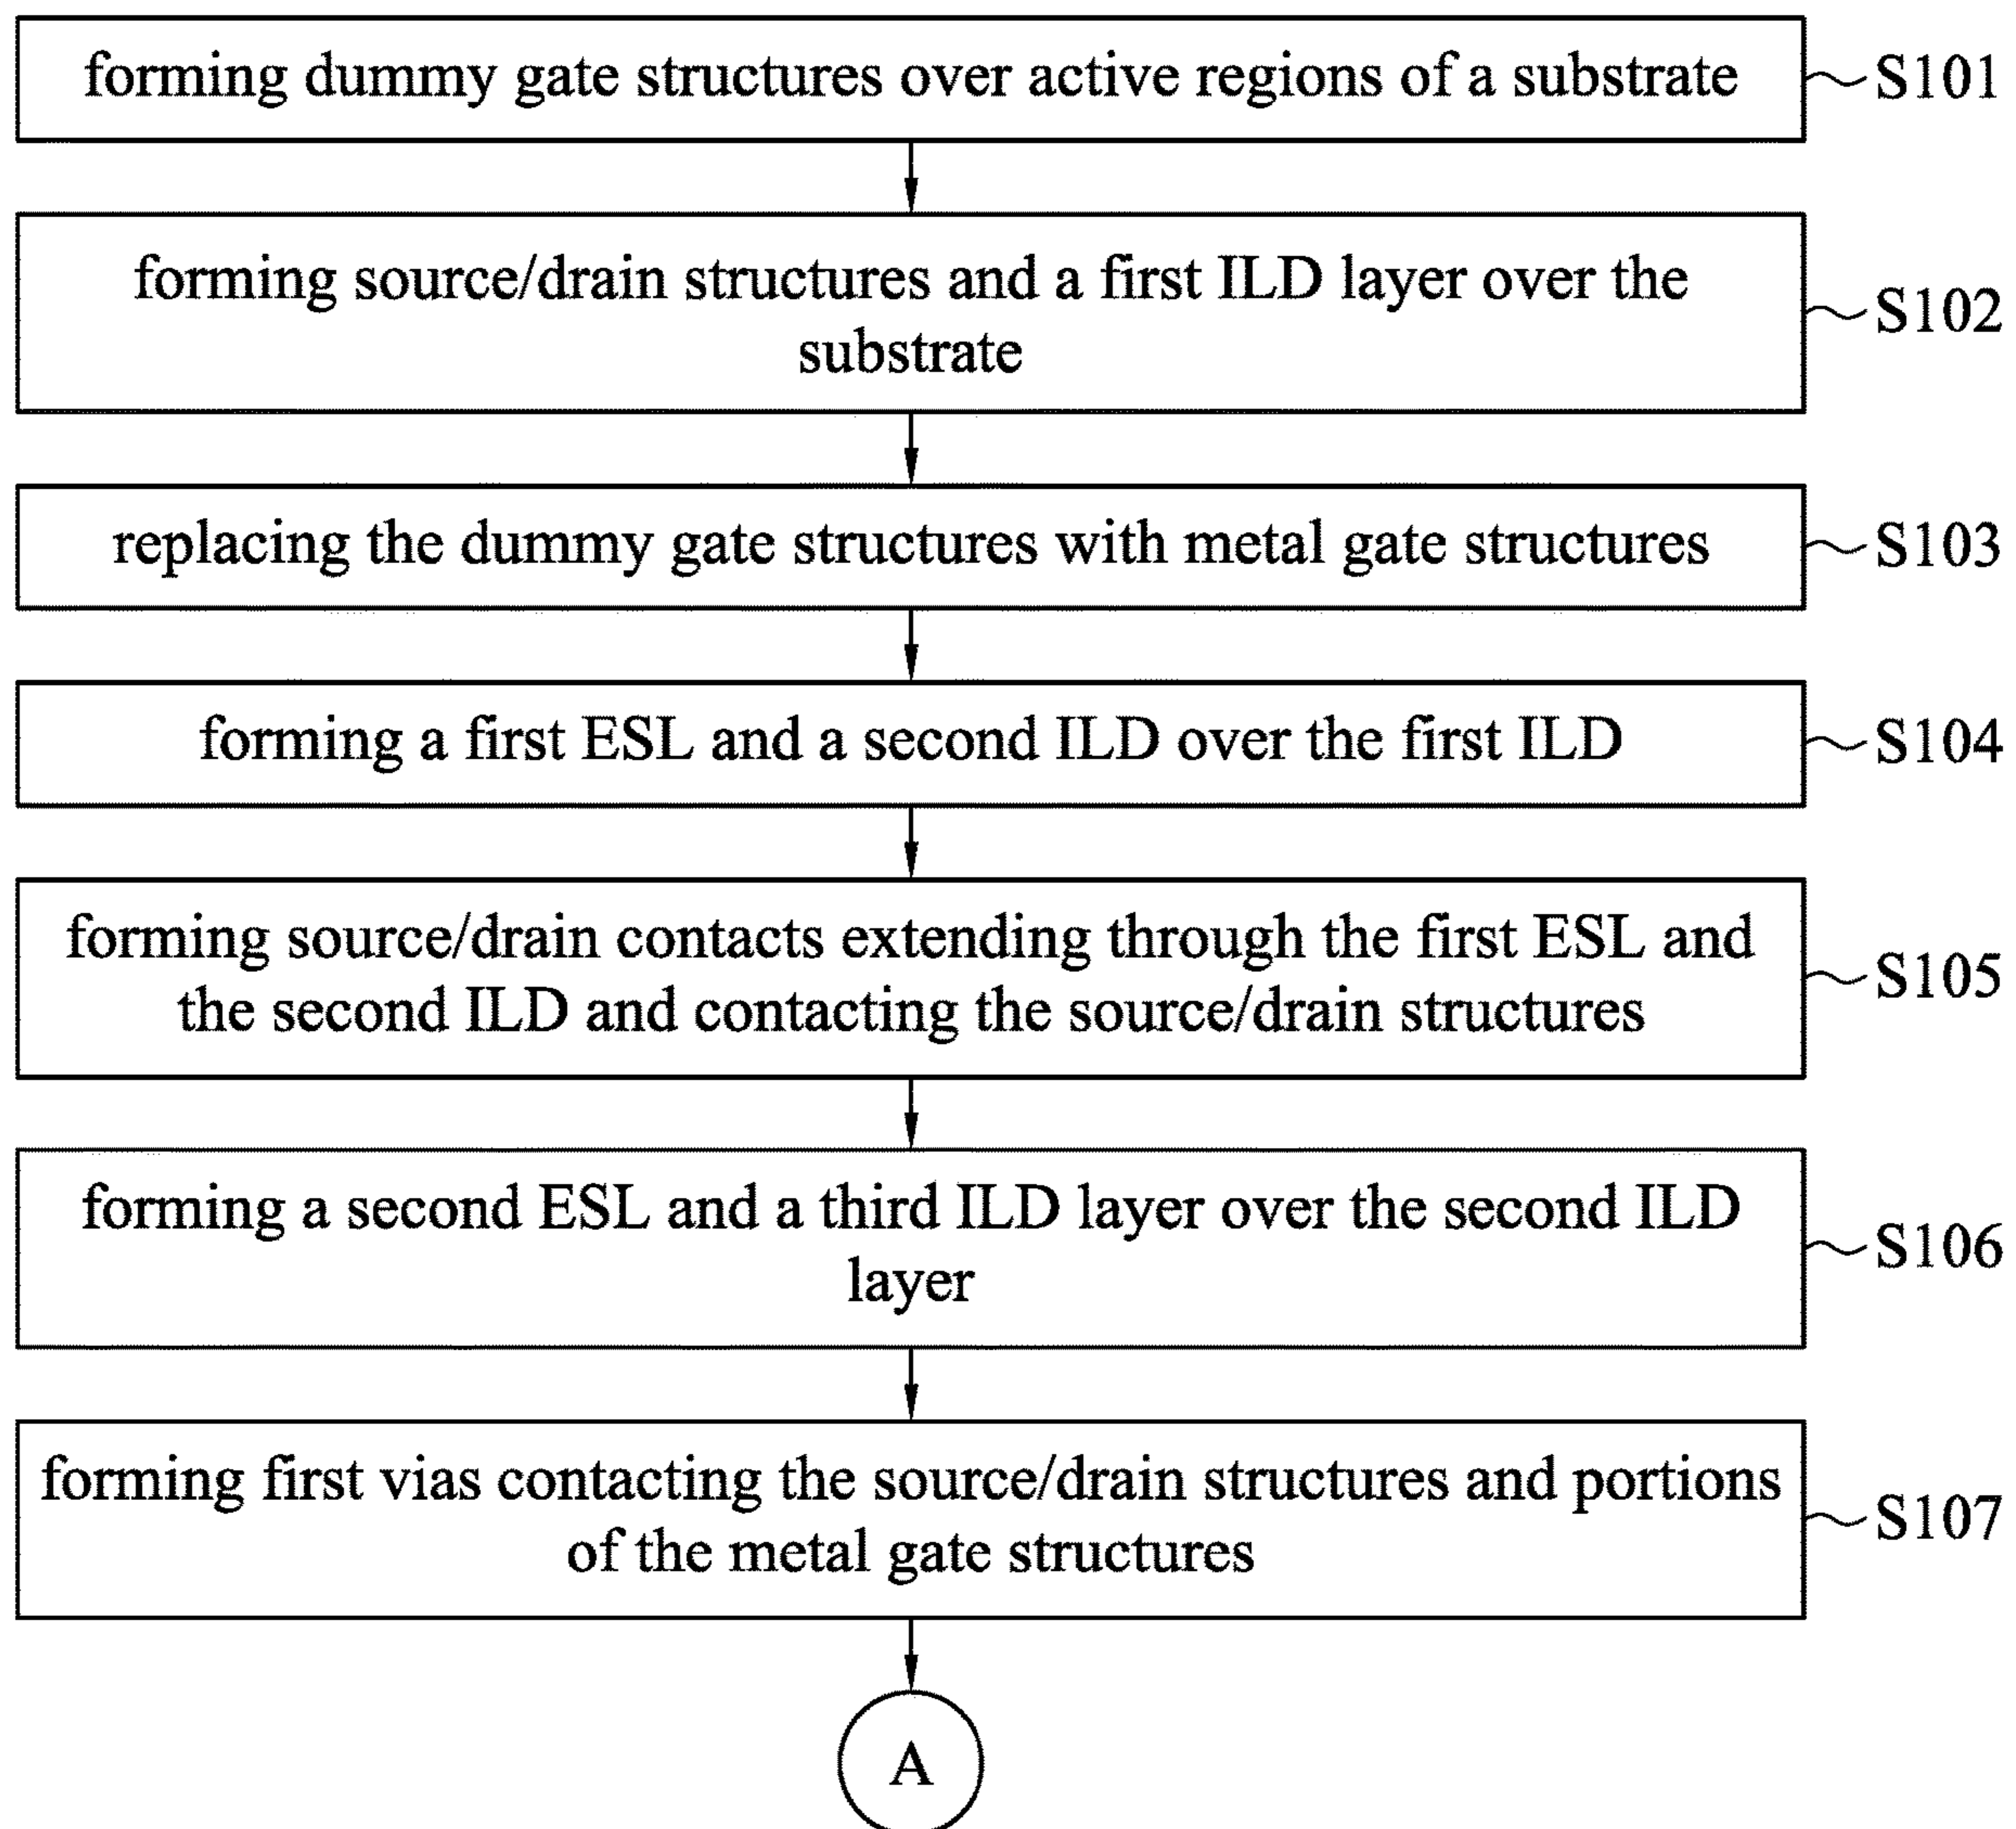 forming dummy gate structures over active regions of a substrate
S101
forming source/drain structures and a first ILD layer over the
substrate
S102
replacing the dummy gate structures with metal gate structures
S103
forming a first ESL and a second ILD over the first ILD
S104
forming source/drain contacts extending through the first ESL and
the second ILD and contacting the source/drain structures
S105
forming a second ESL and a third ILD layer over the second ILD
layer
S106
forming first vias contacting the source/drain structures and portions
of the metal gate structures
S107
A